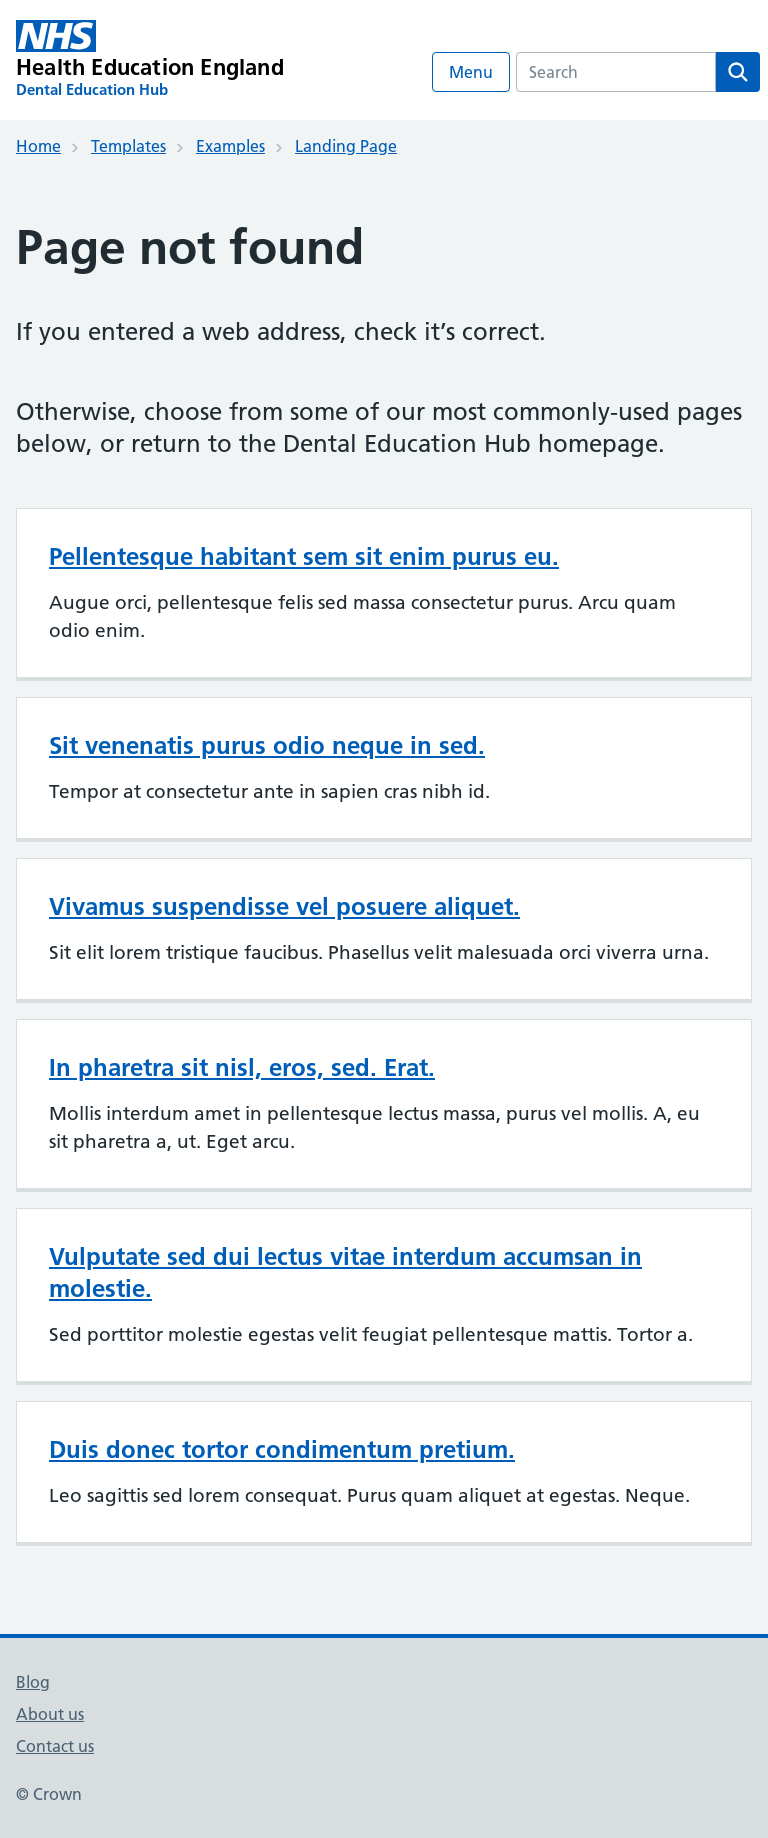 NHS
Health Education England
Dental Education Hub
Menu
Search
Home
Templates
Examples
Landing Page
Page not found
If you entered a web address, check it’s correct.
Otherwise, choose from some of our most commonly-used pages
below, or return to the Dental Education Hub homepage.
Pellentesque habitant sem sit enim purus eu.
Augue orci, pellentesque felis sed massa consectetur purus. Arcu quam
odio enim.
Sit venenatis purus odio neque in sed.
Tempor at consectetur ante in sapien cras nibh id.
Vivamus suspendisse vel posuere aliquet.
Sit elit lorem tristique faucibus. Phasellus velit malesuada orci viverra urna.
In pharetra sit nisl, eros, sed. Erat.
Mollis interdum amet in pellentesque lectus massa, purus vel mollis. A, eu
sit pharetra a, ut. Eget arcu.
Vulputate sed dui lectus vitae interdum accumsan in
molestie.
Sed porttitor molestie egestas velit feugiat pellentesque mattis. Tortor a.
Duis donec tortor condimentum pretium.
Leo sagittis sed lorem consequat. Purus quam aliquet at egestas. Neque.
Blog
About us
Contact us
© Crown